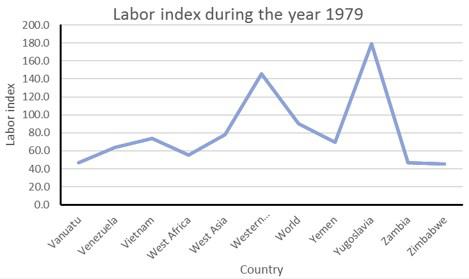 Labor index during the year 1979
200.0
180.0
160.0
140.0
120.0
100.0
80.0
60.0
40.0
20.0
0.0
Labor index
Vanuatu
Venezuela
Vietnam
West Africa
West Asia
Western...
World
Yemen
Yugoslavia
Zambia
Zimbabwe
Country